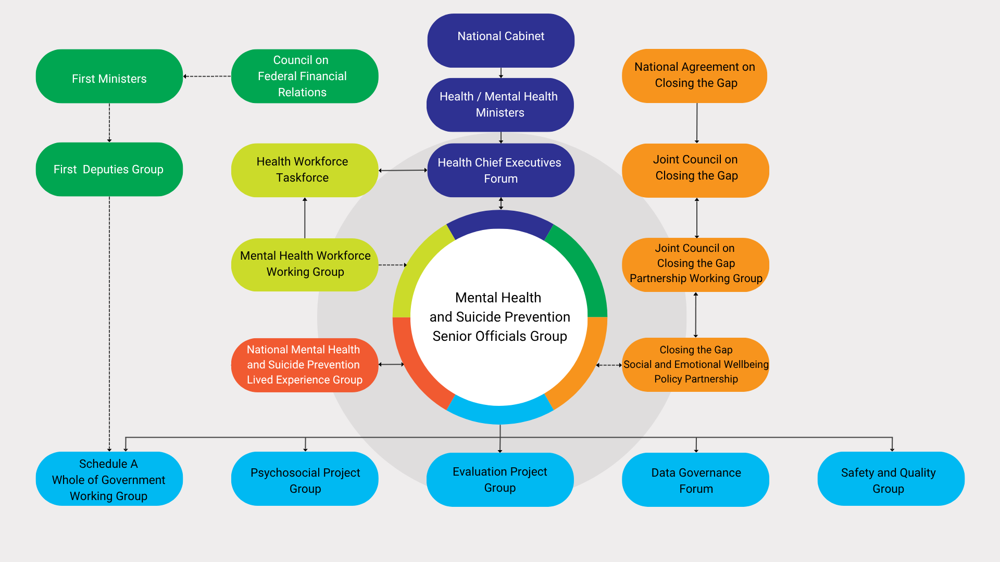 National Cabinet
First Ministers
Council on
Federal Financial
Relations
National Agreement on
Closing the Gap
Health / Mental Health
Ministers
First  Deputies Group
Health Workforce
Taskforce
Health Chief Executives
Forum
Joint Council on
Closing the Gap
Mental Health Workforce
Working Group
Joint Council on
Closing the Gap
Partnership Working Group
Mental Health
and Suicide Prevention
Senior Officials Group
National Mental Health
and Suicide Prevention
Lived Experience Group
Closing the Gap
Social and Emotional Wellbeing
Policy Partnership
Schedule A
Whole of Government
Working Group
Psychosocial Project
Group
Evaluation Project
Group
Data Governance
Forum
Safety and Quality
Group